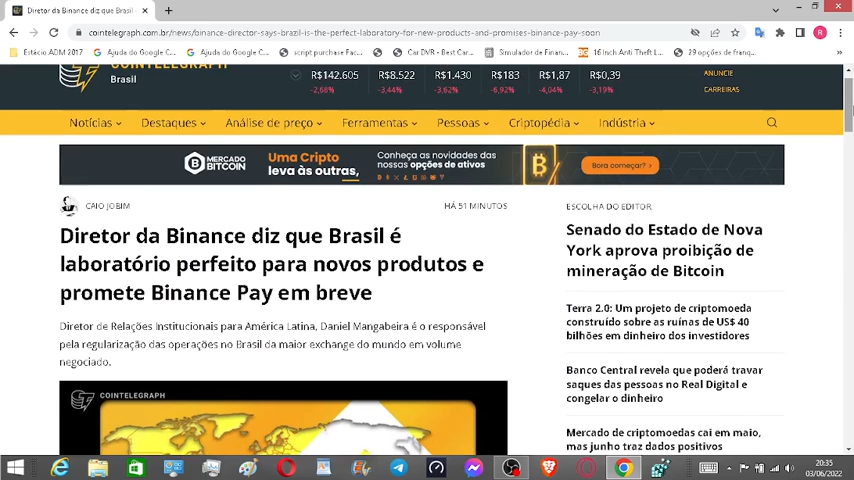 Diretor da Binance diz que Brasil
cointelegraph.com.br/news/binance-director-says-brazil-is-the-perfect-laboratory-for-new-products-and-promises-binance-pay-soon
Estácio ADM 2017
Ajuda do Google C...
Ajuda do Google C...
script purchase Fac...
Car DVR - Best Car...
Simulador de Finan...
16 Inch Anti Theft L...
29 opções de franq...
COINTELEGRAPH
Brasil
R$142.605 R$8.522 R$1.430 R$183 R$1,87 R$0,39
-2,66% -3,44% -3,62% -6,92% -4,04% -3,19%
ANUNCIE
CARREIRAS
Notícias Destaques Análise de preço Ferramentas Pessoas Criptopédia Indústria
MERCADO
BITCOIN
Uma Cripto
leva às outras,
Conheça as novidades das
nossas opções de ativos
Bora começar? >
CAIO JOBIM
HÁ 51 MINUTOS
Diretor da Binance diz que Brasil é
laboratório perfeito para novos produtos e
promete Binance Pay em breve
Diretor de Relações Institucionais para América Latina, Daniel Mangabeira é o responsável
pela regularização das operações no Brasil da maior exchange do mundo em volume
negociado.
COINTELEGRAPH
ESCOLHA DO EDITOR
Senado do Estado de Nova
York aprova proibição de
mineração de Bitcoin
Terra 2.0: Um projeto de criptomoeda
construído sobre as ruínas de US$ 40
bilhões em dinheiro dos investidores
Banco Central revela que poderá travar
saques das pessoas no Real Digital e
congelar o dinheiro
Mercado de criptomoedas cai em maio,
mas junho traz dados positivos
20:35
03/06/2022